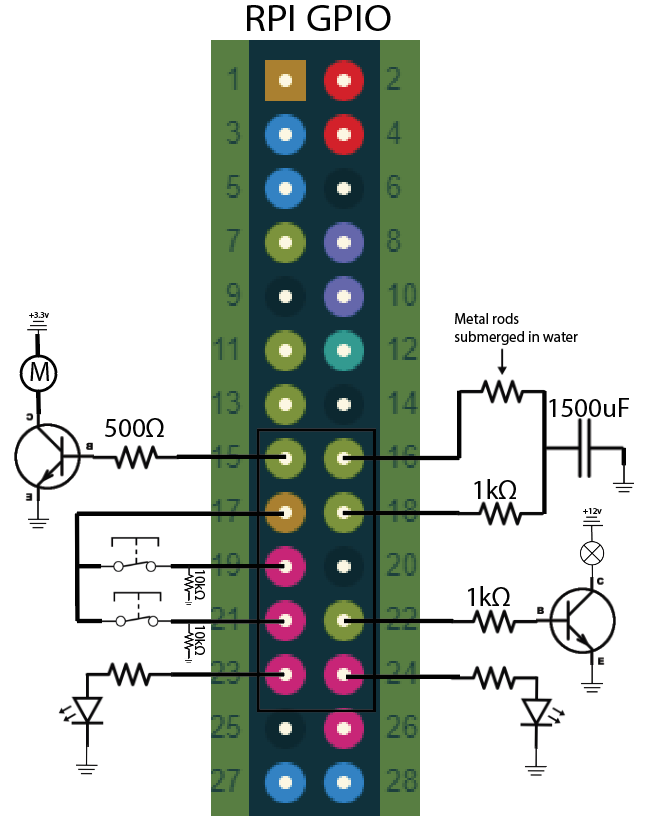 RPI GPIO
1 2
3 4
5 6
7 8
9 10
11 12
13 14
15 16
17 18
19 20
21 22
23 24
25 26
27 28
+3.3v
M
C
B
E
500Ω
10kΩ
10kΩ
Metal rods
submerged in water
1500uF
1kΩ
+12v
1kΩ
C
B
E